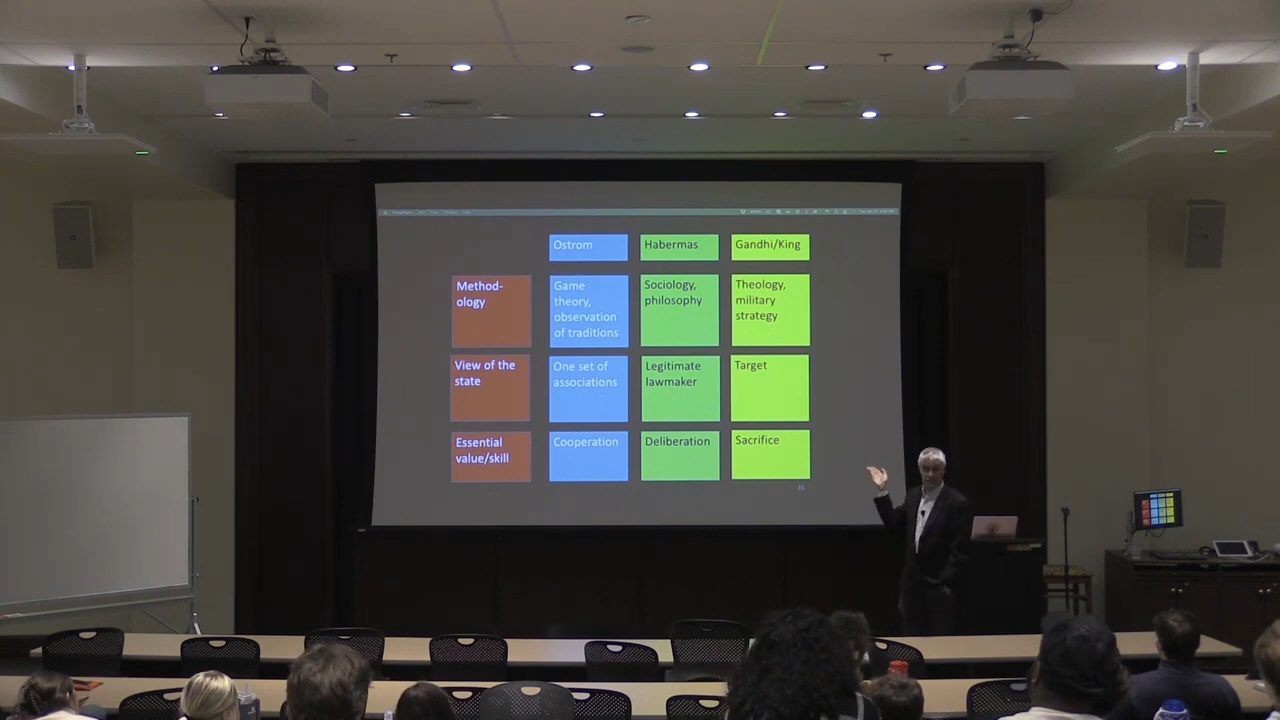 Ostrom
Habermas
Gandhi/King
Method-
ology
Game
theory,
observation
of traditions
Sociology,
philosophy
Theology,
military
strategy
View of the
state
One set of
associations
Legitimate
lawmaker
Target
Essential
value/skill
Cooperation
Deliberation
Sacrifice